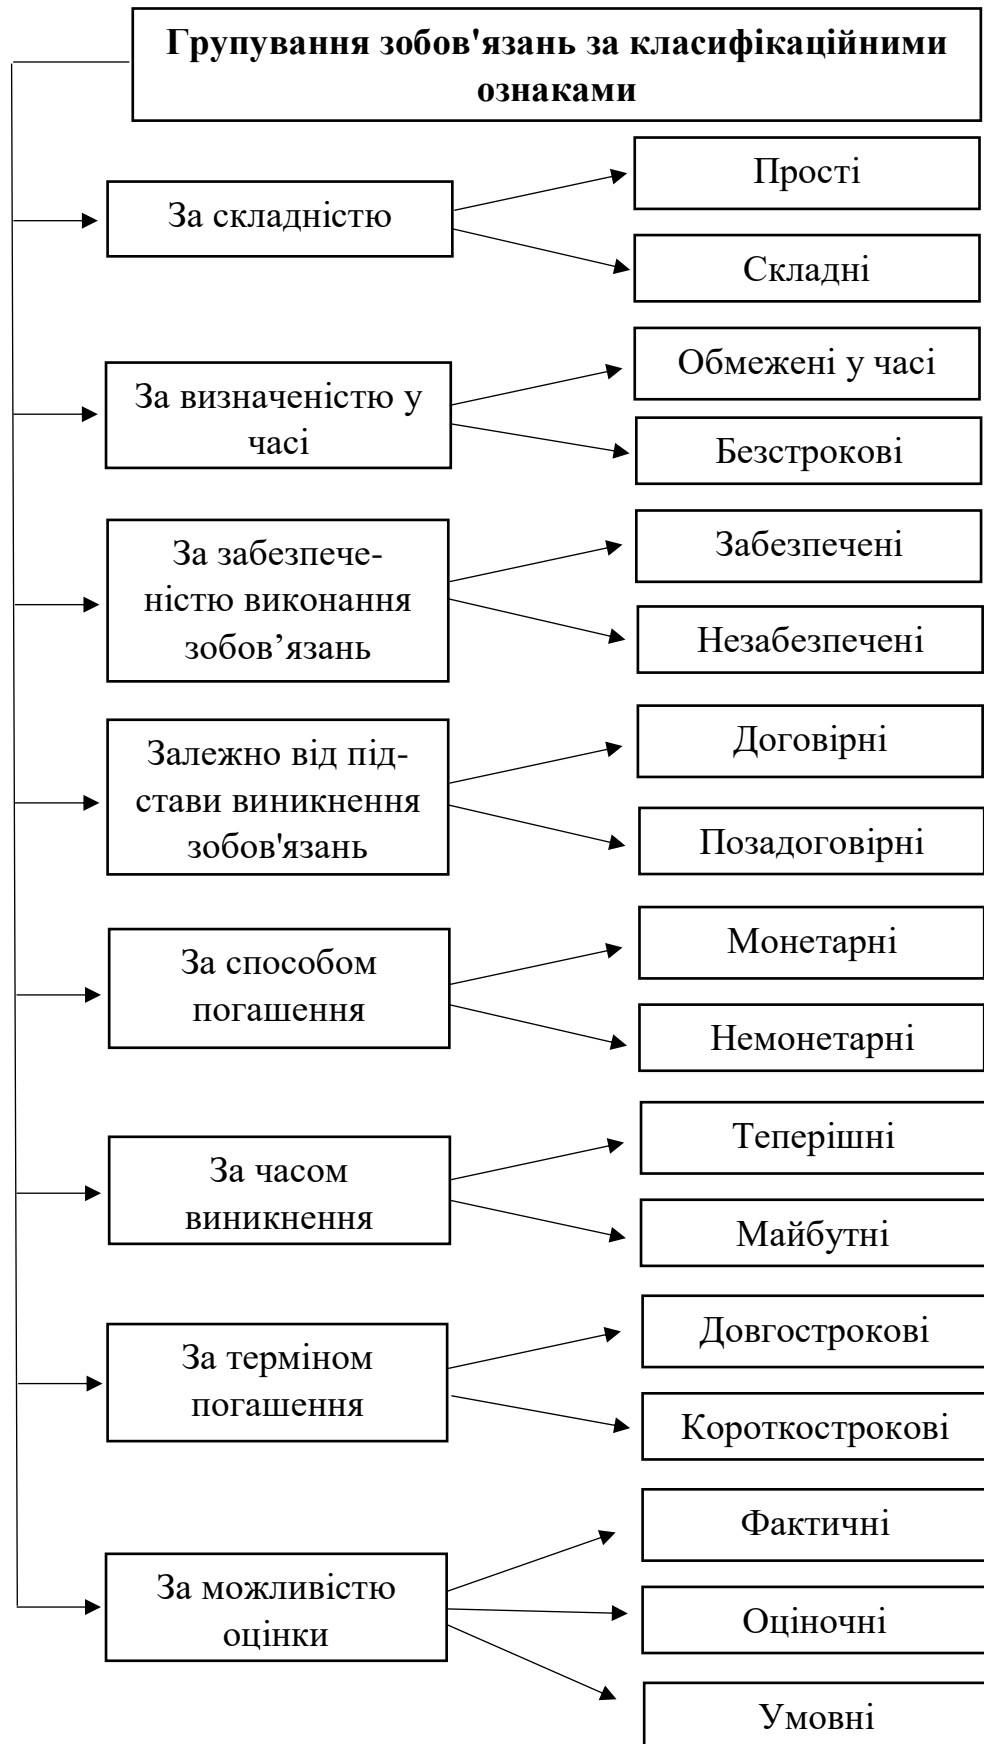 Групування зобов'язань за класифікаційними
ознаками
За складністю
Прості
Складні
За визначеністю у
часі
Обмежені у часі
Безстрокові
За забезпече-
ністю виконання
зобов’язань
Забезпечені
Незабезпечені
Залежно від під-
стави виникнення
зобов'язань
Договірні
Позадоговірні
За способом
погашення
Монетарні
Немонетарні
За часом
виникнення
Теперішні
Майбутні
За терміном
погашення
Довгострокові
Короткострокові
За можливістю
оцінки
Фактичні
Оціночні
Умовні